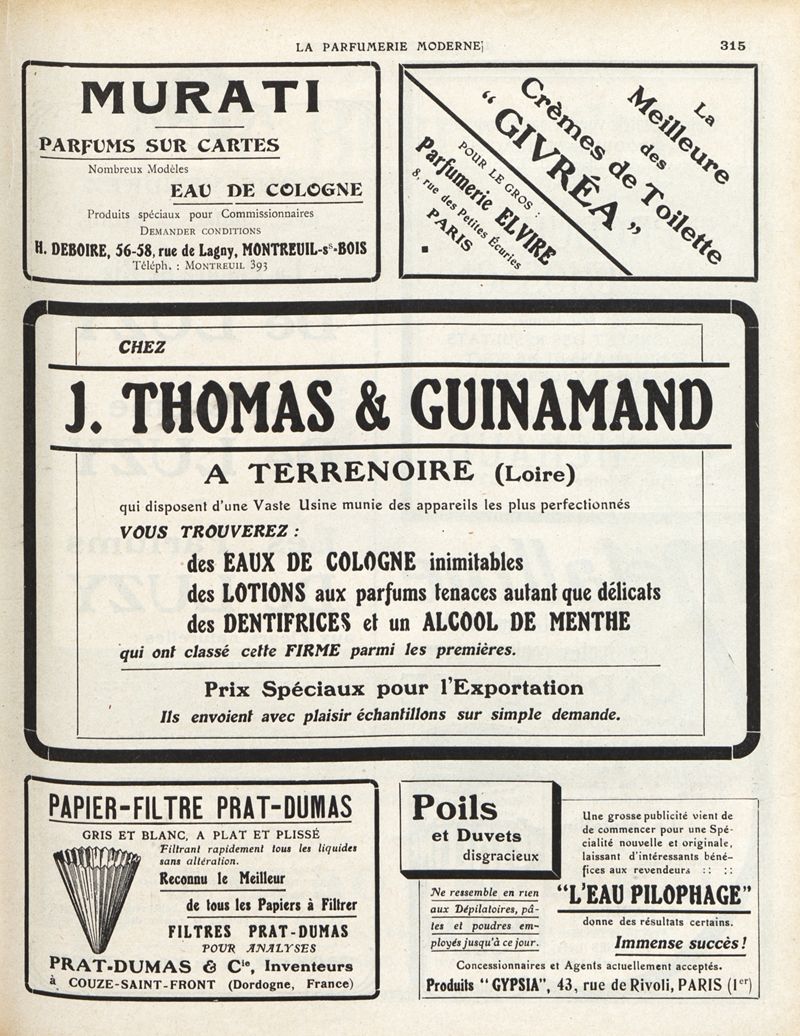 LA PARFUMERIE MODERNE
315
MURATI
PARFUMS SUR CARTES
Nombreux Modèles
EAU DE COLOGNE
Produits spéciaux pour Commissionnaires
DEMANDER CONDITIONS
H. DEBOIRE, 56-58, rue de Lagny, MONTREUIL-s^s-BOIS
Téléph. : MONTREUIL 393
La
Meilleure
des
Crèmes de Toilette
“ GIVRÉA ”
POUR LE GROS :
Parfumerie ELVIRE
8, rue des Petites Écuries
PARIS
CHEZ
J. THOMAS & GUINAMAND
A TERRENOIRE (Loire)
qui disposent d'une Vaste Usine munie des appareils les plus perfectionnés
VOUS TROUVEREZ :
des EAUX DE COLOGNE inimitables
des LOTIONS aux parfums tenaces autant que délicats
des DENTIFRICES et un ALCOOL DE MENTHE
qui ont classé cette FIRME parmi les premières.
Prix Spéciaux pour l'Exportation
Ils envoient avec plaisir échantillons sur simple demande.
PAPIER-FILTRE PRAT-DUMAS
GRIS ET BLANC, A PLAT ET PLISSÉ
Filtrant rapidement tous les liquides
sans altération.
Reconnu le Meilleur
de tous les Papiers à Filtrer
FILTRES PRAT-DUMAS
POUR ANALYSES
PRAT-DUMAS & C^ie, Inventeurs
à COUZE-SAINT-FRONT (Dordogne, France)
Poils
et Duvets
disgracieux
Ne ressemble en rien
aux Dépilatoires, pâ-
tes et poudres em-
ployés jusqu'à ce jour.
Une grosse publicité vient de
de commencer pour une Spé-
cialité nouvelle et originale,
laissant d'intéressants béné-
fices aux revendeurs :: ::
“L'EAU PILOPHAGE”
donne des résultats certains.
Immense succès !
Concessionnaires et Agents actuellement acceptés.
Produits “ GYPSIA”, 43, rue de Rivoli, PARIS (1^er)